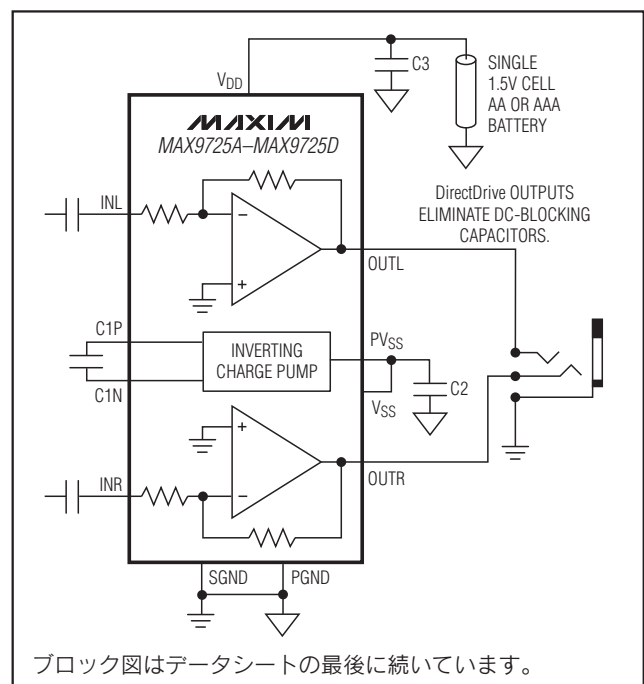 VDD
C3
SINGLE
1.5V CELL
AA OR AAA
BATTERY
MAXIM
MAX9725A–MAX9725D
INL
−
+
DirectDrive OUTPUTS
ELIMINATE DC-BLOCKING
CAPACITORS.
OUTL
C1P
C1N
INVERTING
CHARGE PUMP
PVSS
VSS
C2
+
−
INR
OUTR
SGND
PGND
ブロック図はデータシートの最後に続いています。